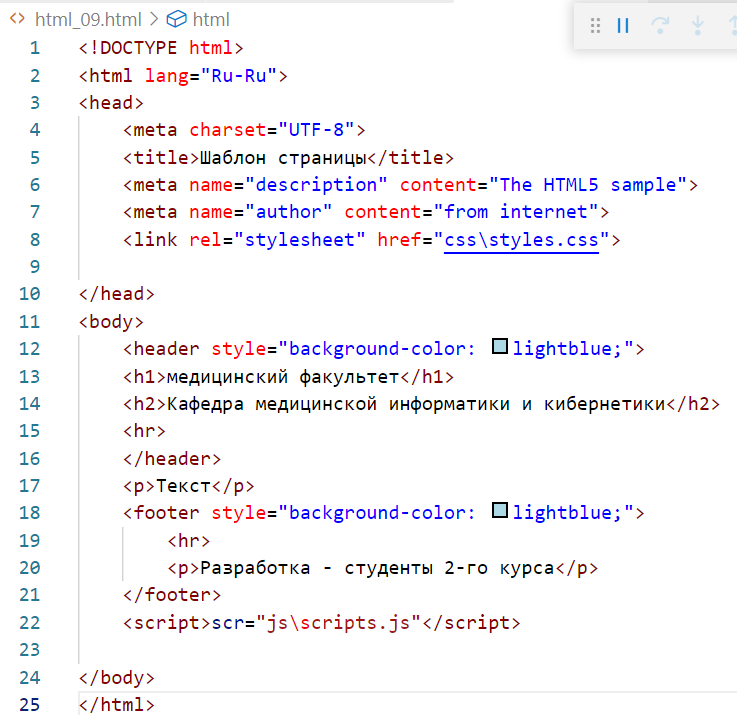 html_09.html > html
1 <!DOCTYPE html>
2 <html lang="Ru-Ru">
3 <head>
4 <meta charset="UTF-8">
5 <title>Шаблон страницы</title>
6 <meta name="description" content="The HTML5 sample">
7 <meta name="author" content="from internet">
8 <link rel="stylesheet" href="css\styles.css">
9
10 </head>
11 <body>
12 <header style="background-color: lightblue;">
13 <h1>медицинский факультет</h1>
14 <h2>Кафедра медицинской информатики и кибернетики</h2>
15 <hr>
16 </header>
17 <p>Текст</p>
18 <footer style="background-color: lightblue;">
19 <hr>
20 <p>Разработка - студенты 2-го курса</p>
21 </footer>
22 <script>scr="js\scripts.js"</script>
23
24 </body>
25 </html>